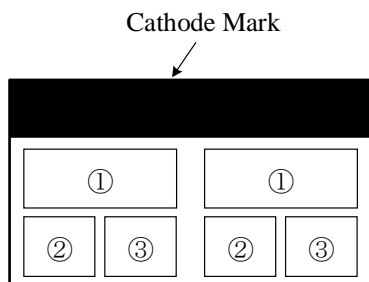 Cathode Mark
① ①
② ③ ② ③